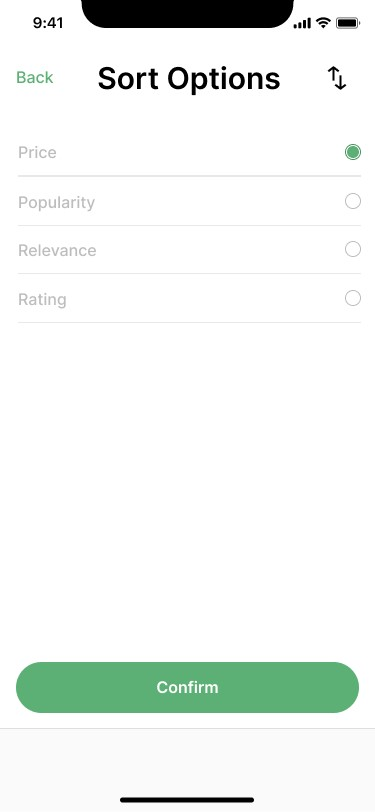 9:41
Back Sort Options
Price
Popularity
Relevance
Rating
Confirm